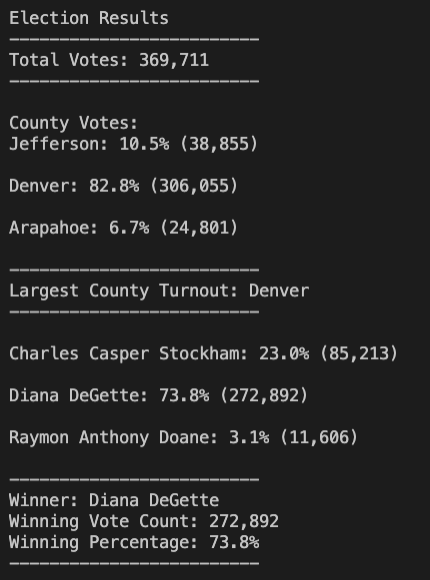 Election Results
-------------------------
Total Votes: 369,711
-------------------------
County Votes:
Jefferson: 10.5% (38,855)
Denver: 82.8% (306,055)
Arapahoe: 6.7% (24,801)
-------------------------
Largest County Turnout: Denver
-------------------------
Charles Casper Stockham: 23.0% (85,213)
Diana DeGette: 73.8% (272,892)
Raymon Anthony Doane: 3.1% (11,606)
-------------------------
Winner: Diana DeGette
Winning Vote Count: 272,892
Winning Percentage: 73.8%
-------------------------